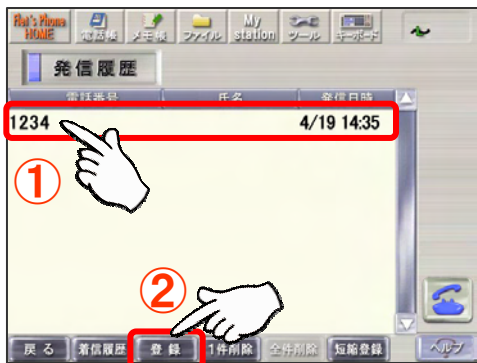 Flet's Phone HOME 電話帳 メモ帳 ファイル My station ツール キーボード
発信履歴
電話番号 氏名 発信日時
1234 4/19 14:35
①
②
戻る 着信履歴 登録 1件削除 全件削除 短縮登録 ヘルプ